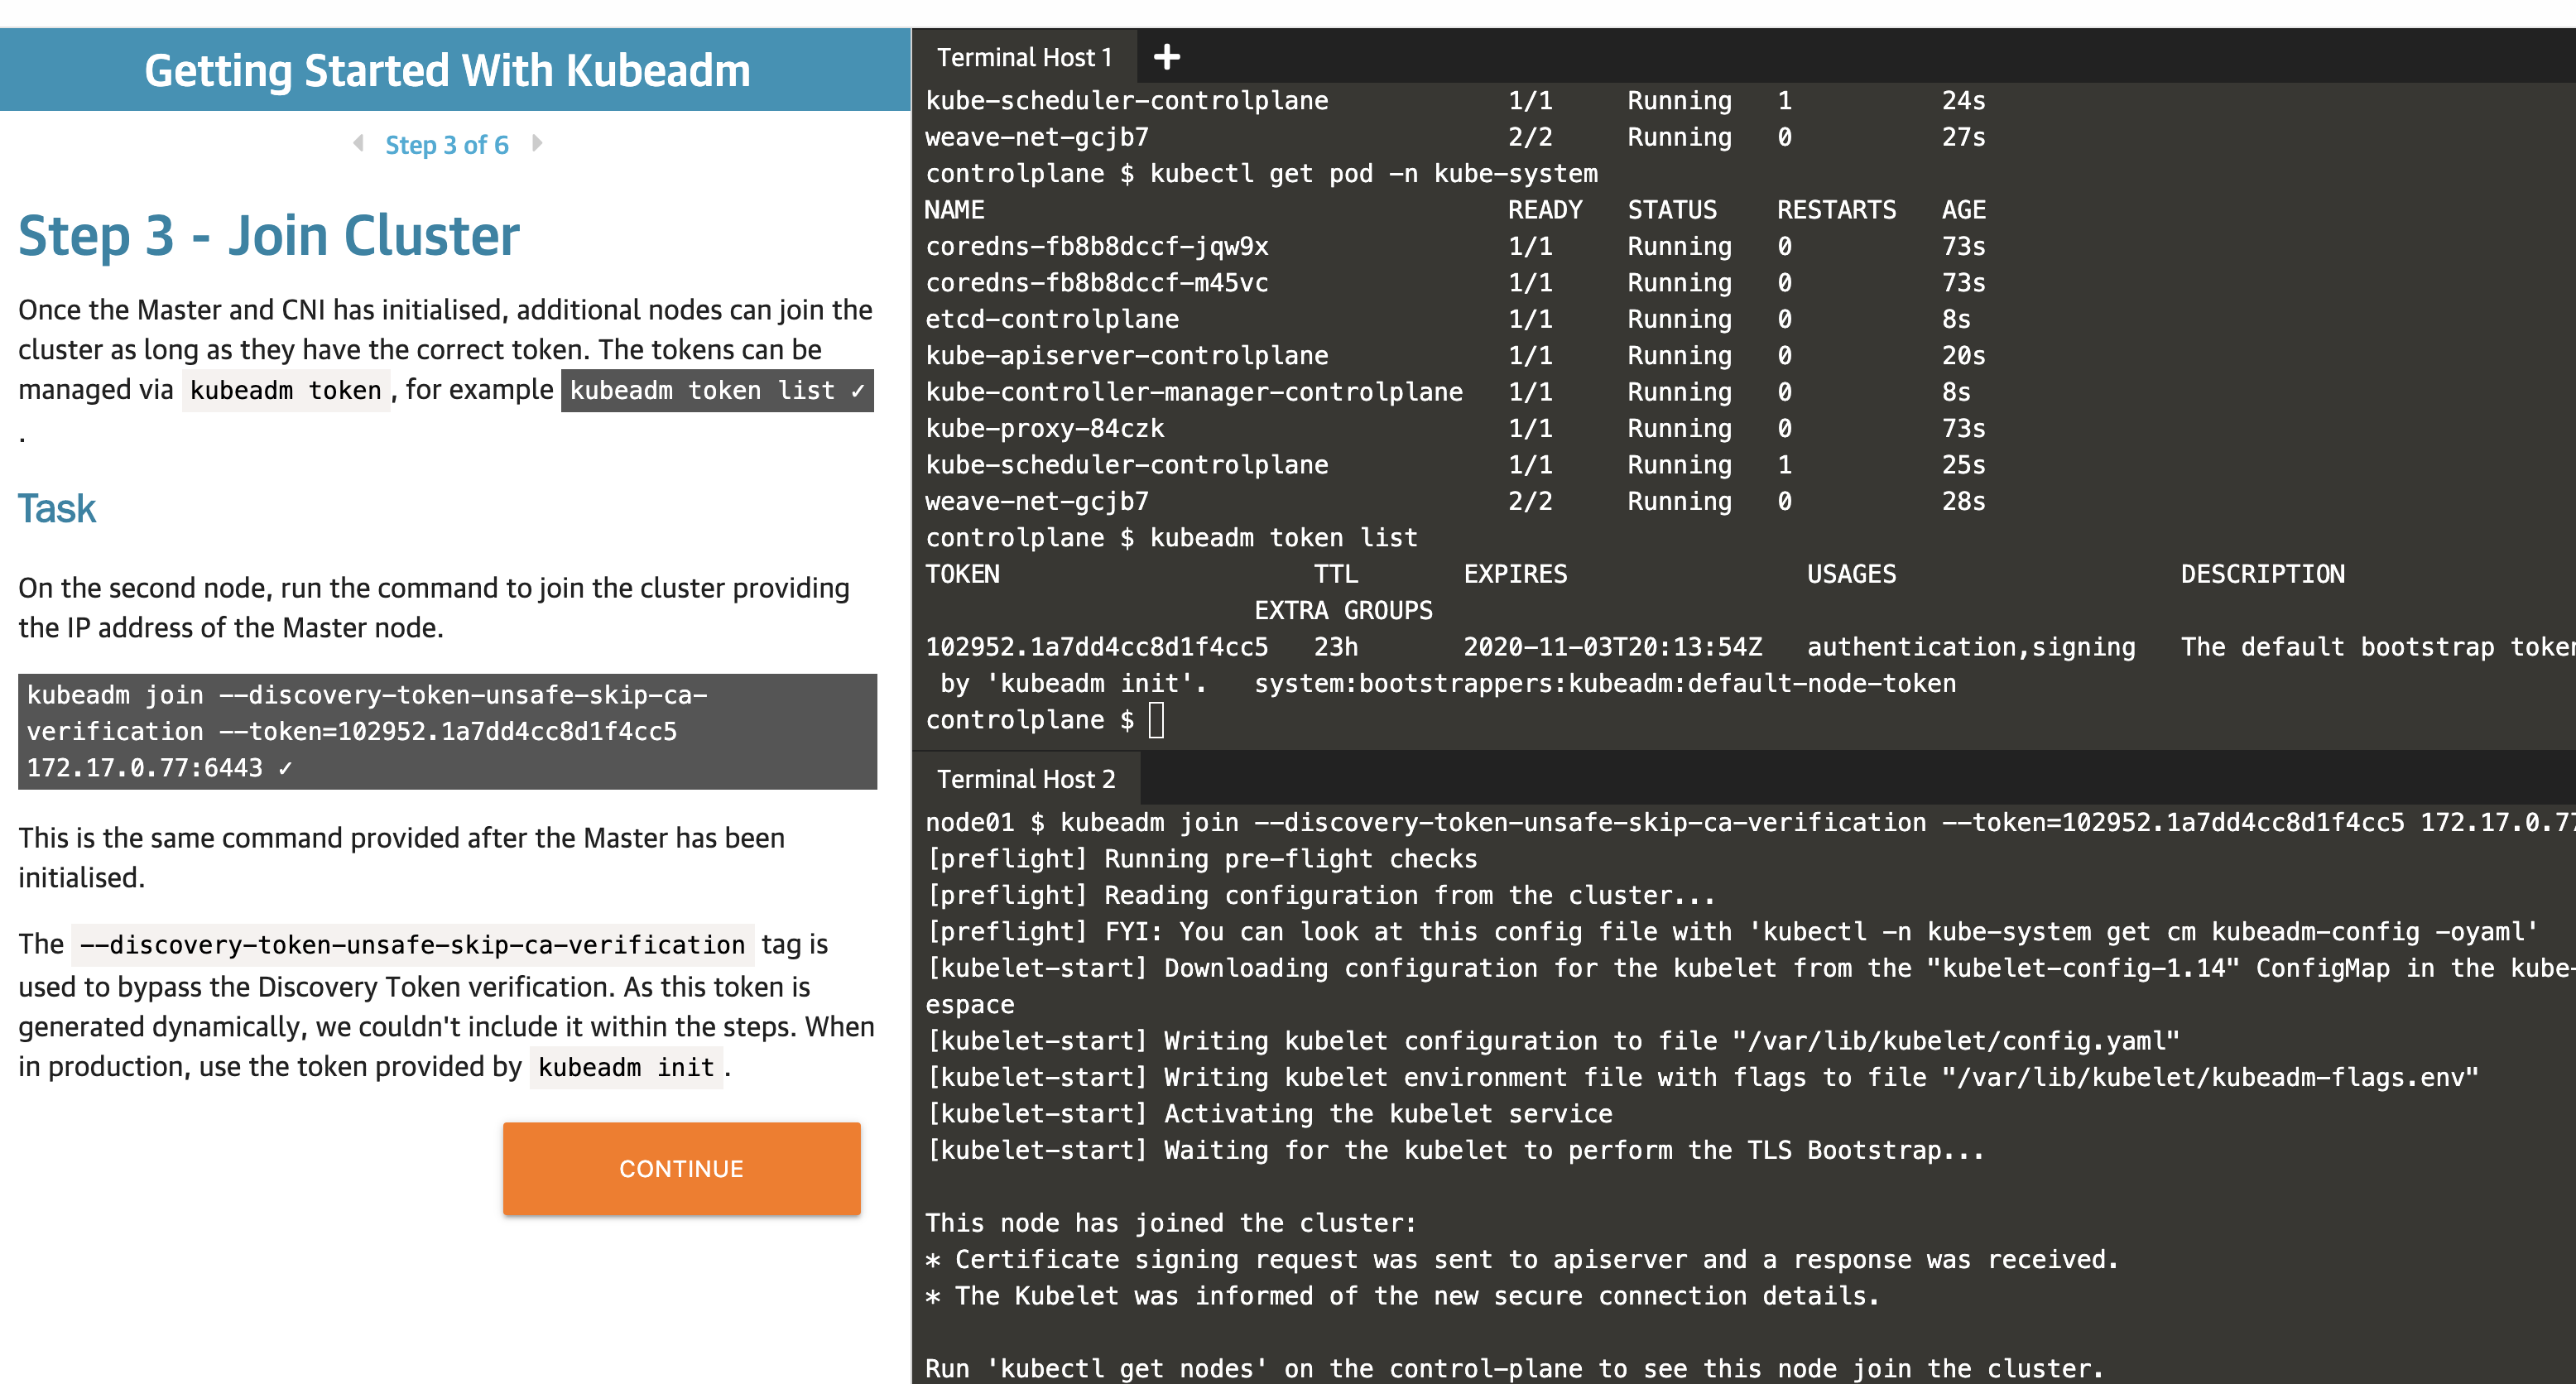 Getting Started With Kubeadm
Step 3 of 6
Step 3 - Join Cluster
Once the Master and CNI has initialised, additional nodes can join the
cluster as long as they have the correct token. The tokens can be
managed via kubeadm token, for example kubeadm token list ✓
.
Task
On the second node, run the command to join the cluster providing
the IP address of the Master node.
kubeadm join --discovery-token-unsafe-skip-ca-
verification --token=102952.1a7dd4cc8d1f4cc5
172.17.0.77:6443 ✓
This is the same command provided after the Master has been
initialised.
The --discovery-token-unsafe-skip-ca-verification tag is
used to bypass the Discovery Token verification. As this token is
generated dynamically, we couldn't include it within the steps. When
in production, use the token provided by kubeadm init.
CONTINUE
Terminal Host 1
kube-scheduler-controlplane 1/1 Running 1 24s
weave-net-gcjb7 2/2 Running 0 27s
controlplane $ kubectl get pod -n kube-system
NAME READY STATUS RESTARTS AGE
coredns-fb8b8dccf-jqw9x 1/1 Running 0 73s
coredns-fb8b8dccf-m45vc 1/1 Running 0 73s
etcd-controlplane 1/1 Running 0 8s
kube-apiserver-controlplane 1/1 Running 0 20s
kube-controller-manager-controlplane 1/1 Running 0 8s
kube-proxy-84czk 1/1 Running 0 73s
kube-scheduler-controlplane 1/1 Running 1 25s
weave-net-gcjb7 2/2 Running 0 28s
controlplane $ kubeadm token list
TOKEN TTL EXPIRES USAGES DESCRIPTION
EXTRA GROUPS
102952.1a7dd4cc8d1f4cc5 23h 2020-11-03T20:13:54Z authentication,signing The default bootstrap
by 'kubeadm init'. system:bootstrappers:kubeadm:default-node-token
controlplane $
Terminal Host 2
node01 $ kubeadm join --discovery-token-unsafe-skip-ca-verification --token=102952.1a7dd4cc8d1f4cc5
[preflight] Running pre-flight checks
[preflight] Reading configuration from the cluster...
[preflight] FYI: You can look at this config file with 'kubectl -n kube-system get cm kubeadm-config -oyaml'
[kubelet-start] Downloading configuration for the kubelet from the "kubelet-config-1.14" ConfigMap in the kube-
espace
[kubelet-start] Writing kubelet configuration to file "/var/lib/kubelet/config.yaml"
[kubelet-start] Writing kubelet environment file with flags to file "/var/lib/kubelet/kubeadm-flags.env"
[kubelet-start] Activating the kubelet service
[kubelet-start] Waiting for the kubelet to perform the TLS Bootstrap...
This node has joined the cluster:
* Certificate signing request was sent to apiserver and a response was received.
* The Kubelet was informed of the new secure connection details.
Run 'kubectl get nodes' on the control-plane to see this node join the cluster.